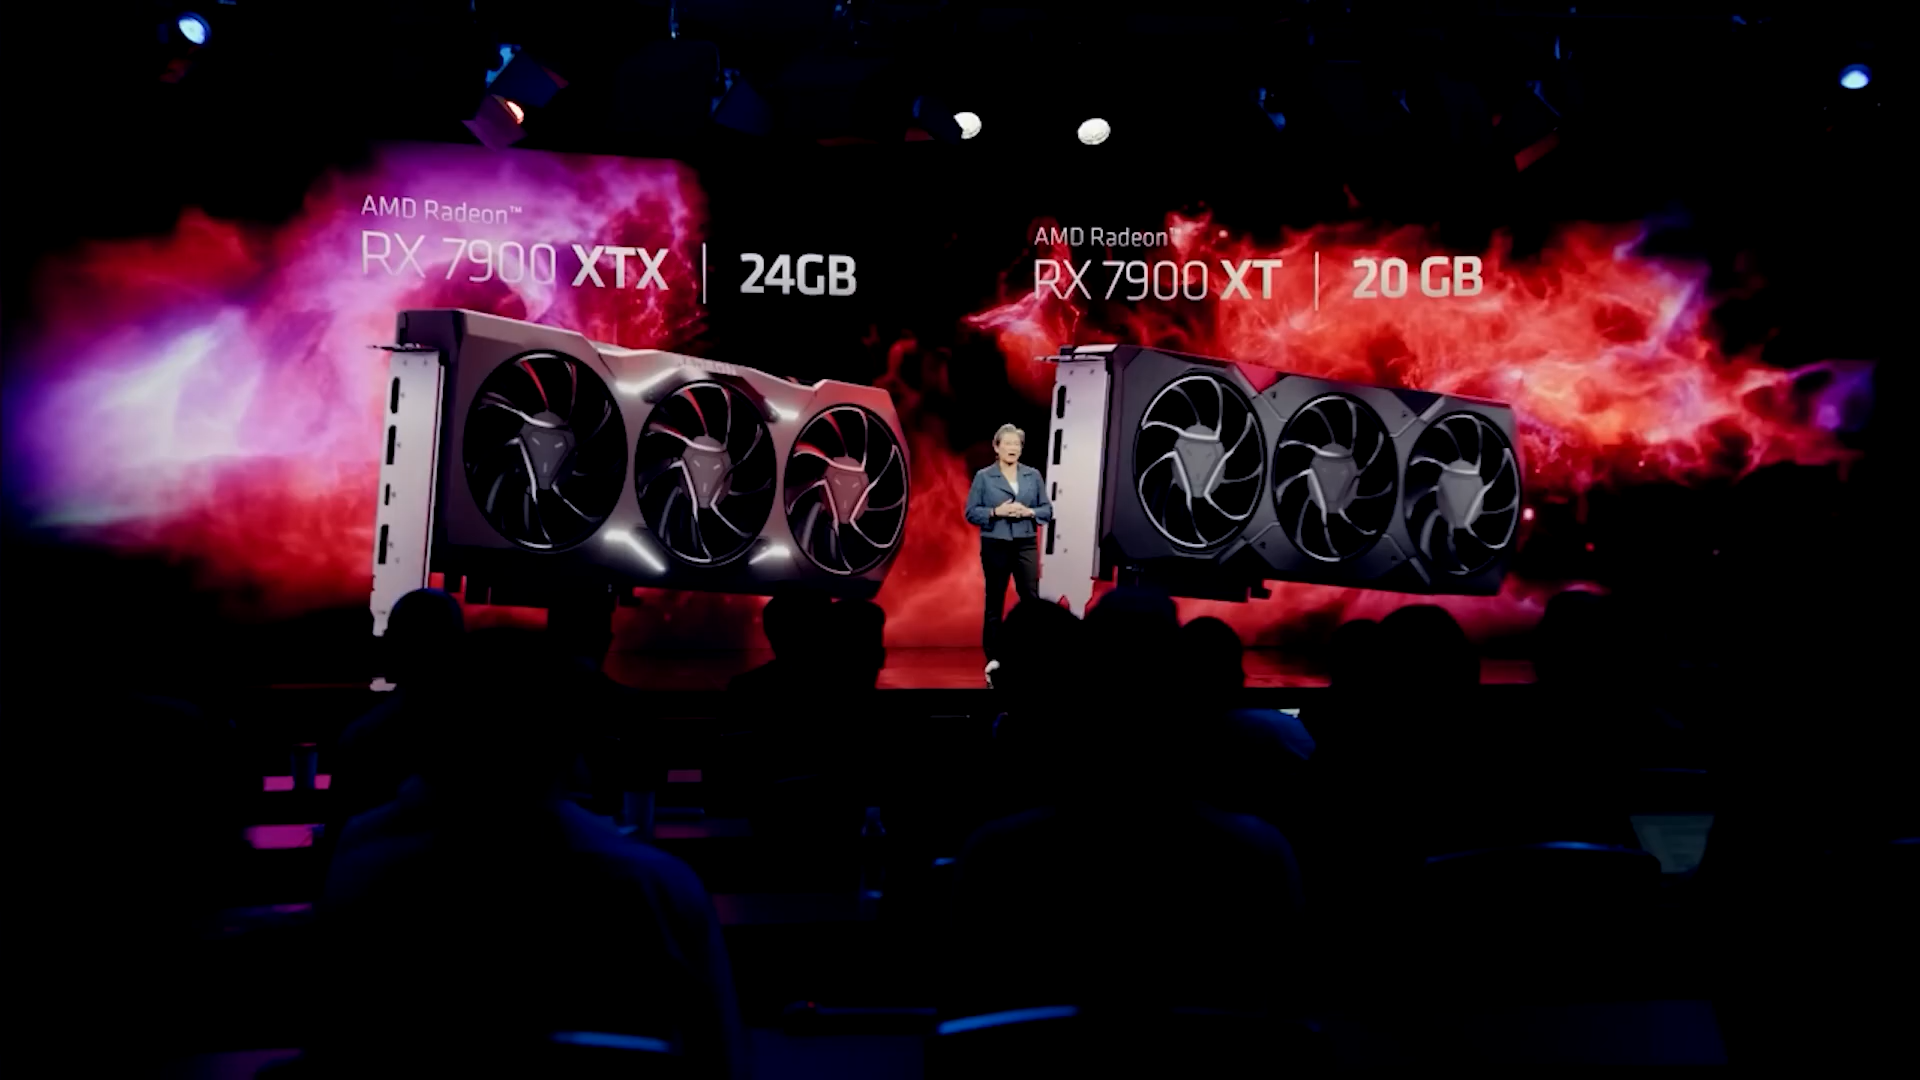 AMD Radeon™
RX 7900 XTX | 24GB
AMD Radeon™
RX 7900 XT | 20 GB